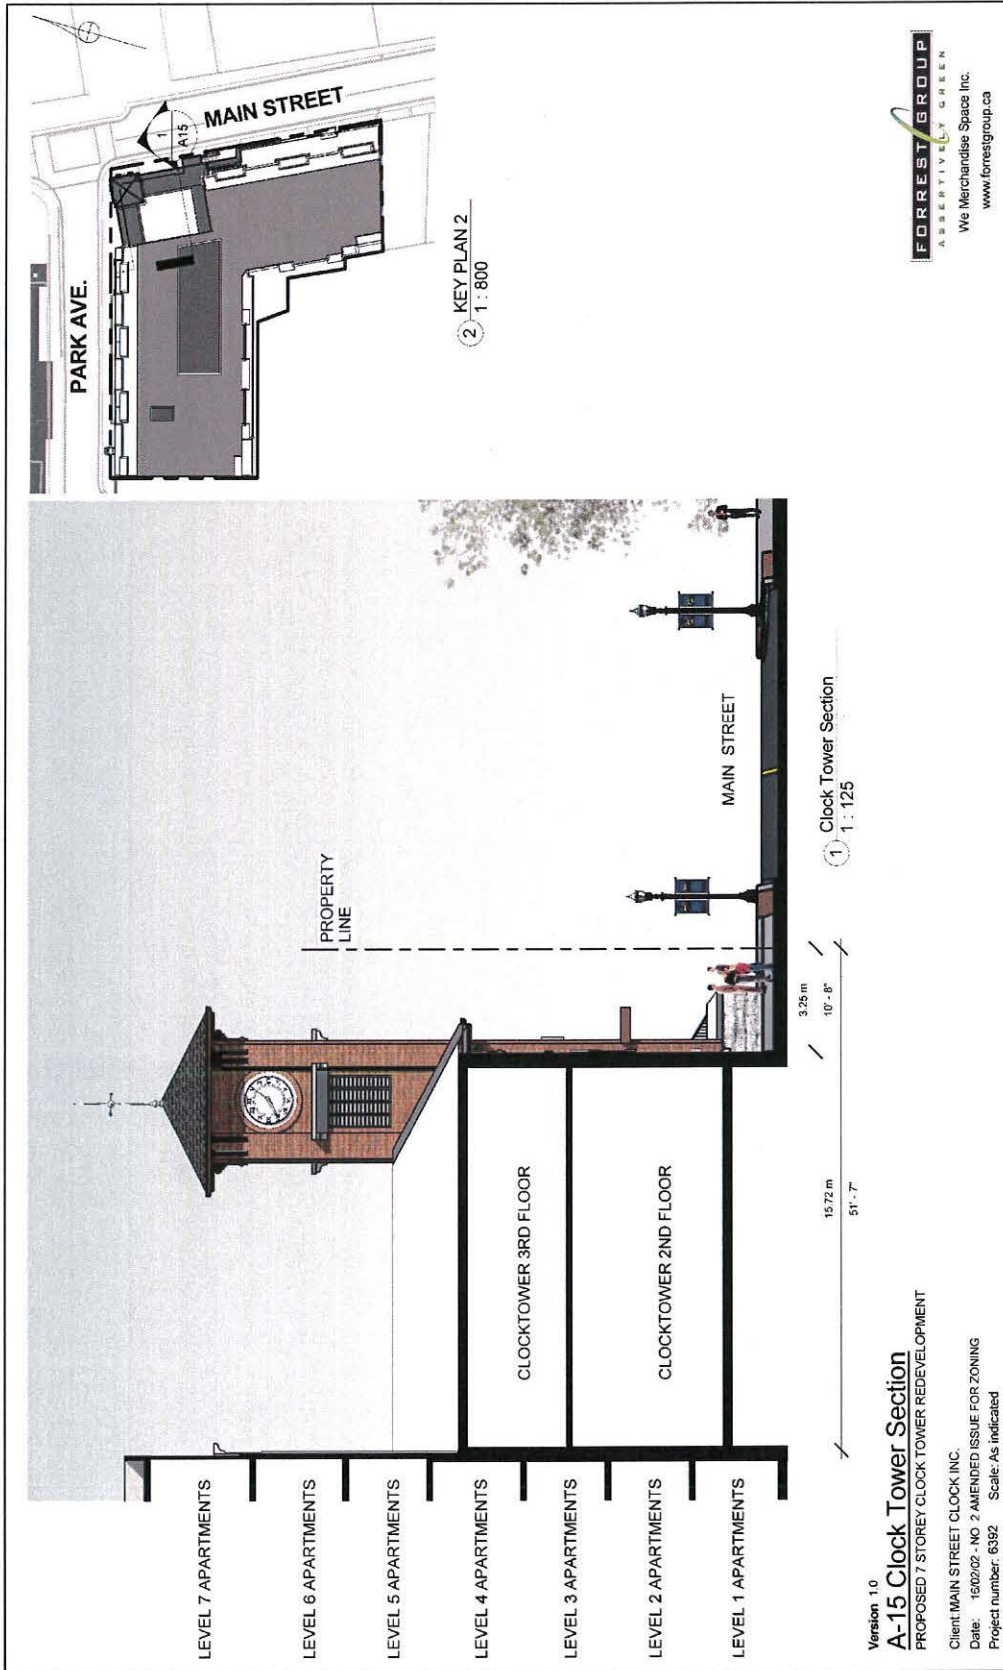 LEVEL 7 APARTMENTS
LEVEL 6 APARTMENTS
LEVEL 5 APARTMENTS
LEVEL 4 APARTMENTS
LEVEL 3 APARTMENTS
LEVEL 2 APARTMENTS
LEVEL 1 APARTMENTS
CLOCKTOWER 3RD FLOOR
CLOCKTOWER 2ND FLOOR
PROPERTY
LINE
MAIN STREET
15.72 m
51' - 7"
3.25 m
10' - 8"
1
Clock Tower Section
1 : 125
PARK AVE.
MAIN STREET
1
A15
2
KEY PLAN 2
1 : 800
Version 1.0
A-15 Clock Tower Section
PROPOSED 7 STOREY CLOCK TOWER REDEVELOPMENT
Client: MAIN STREET CLOCK INC.
Date: 16/02/02 - NO 2 AMENDED ISSUE FOR ZONING
Project number: 6392 Scale: As indicated
FORREST GROUP
ASSERTIVELY GREEN
We Merchandise Space Inc.
www.forrestgroup.ca